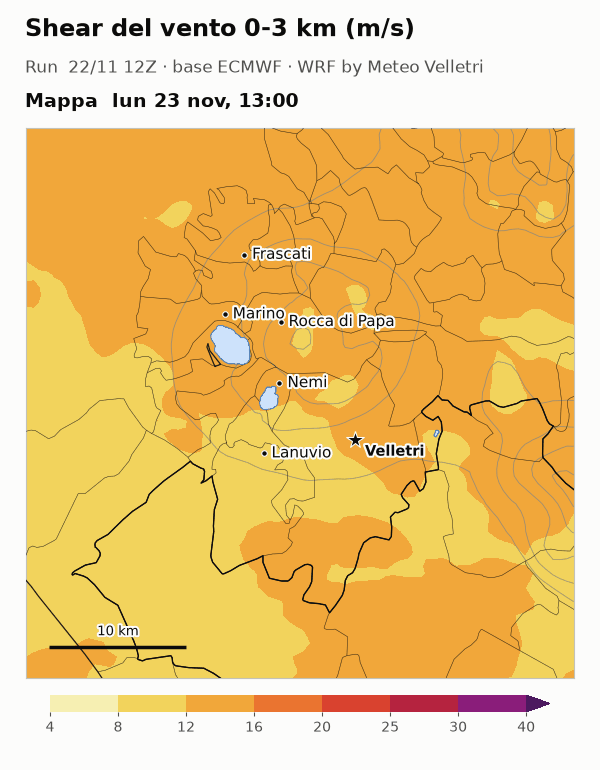 Shear del vento 0-3 km (m/s)
Run  22/11 12Z · base ECMWF · WRF by Meteo Velletri
Mappa  lun 23 nov, 13:00
Frascati
Marino
Rocca di Papa
Nemi
Velletri
Lanuvio
10 km
4 8 12 16 20 25 30 40